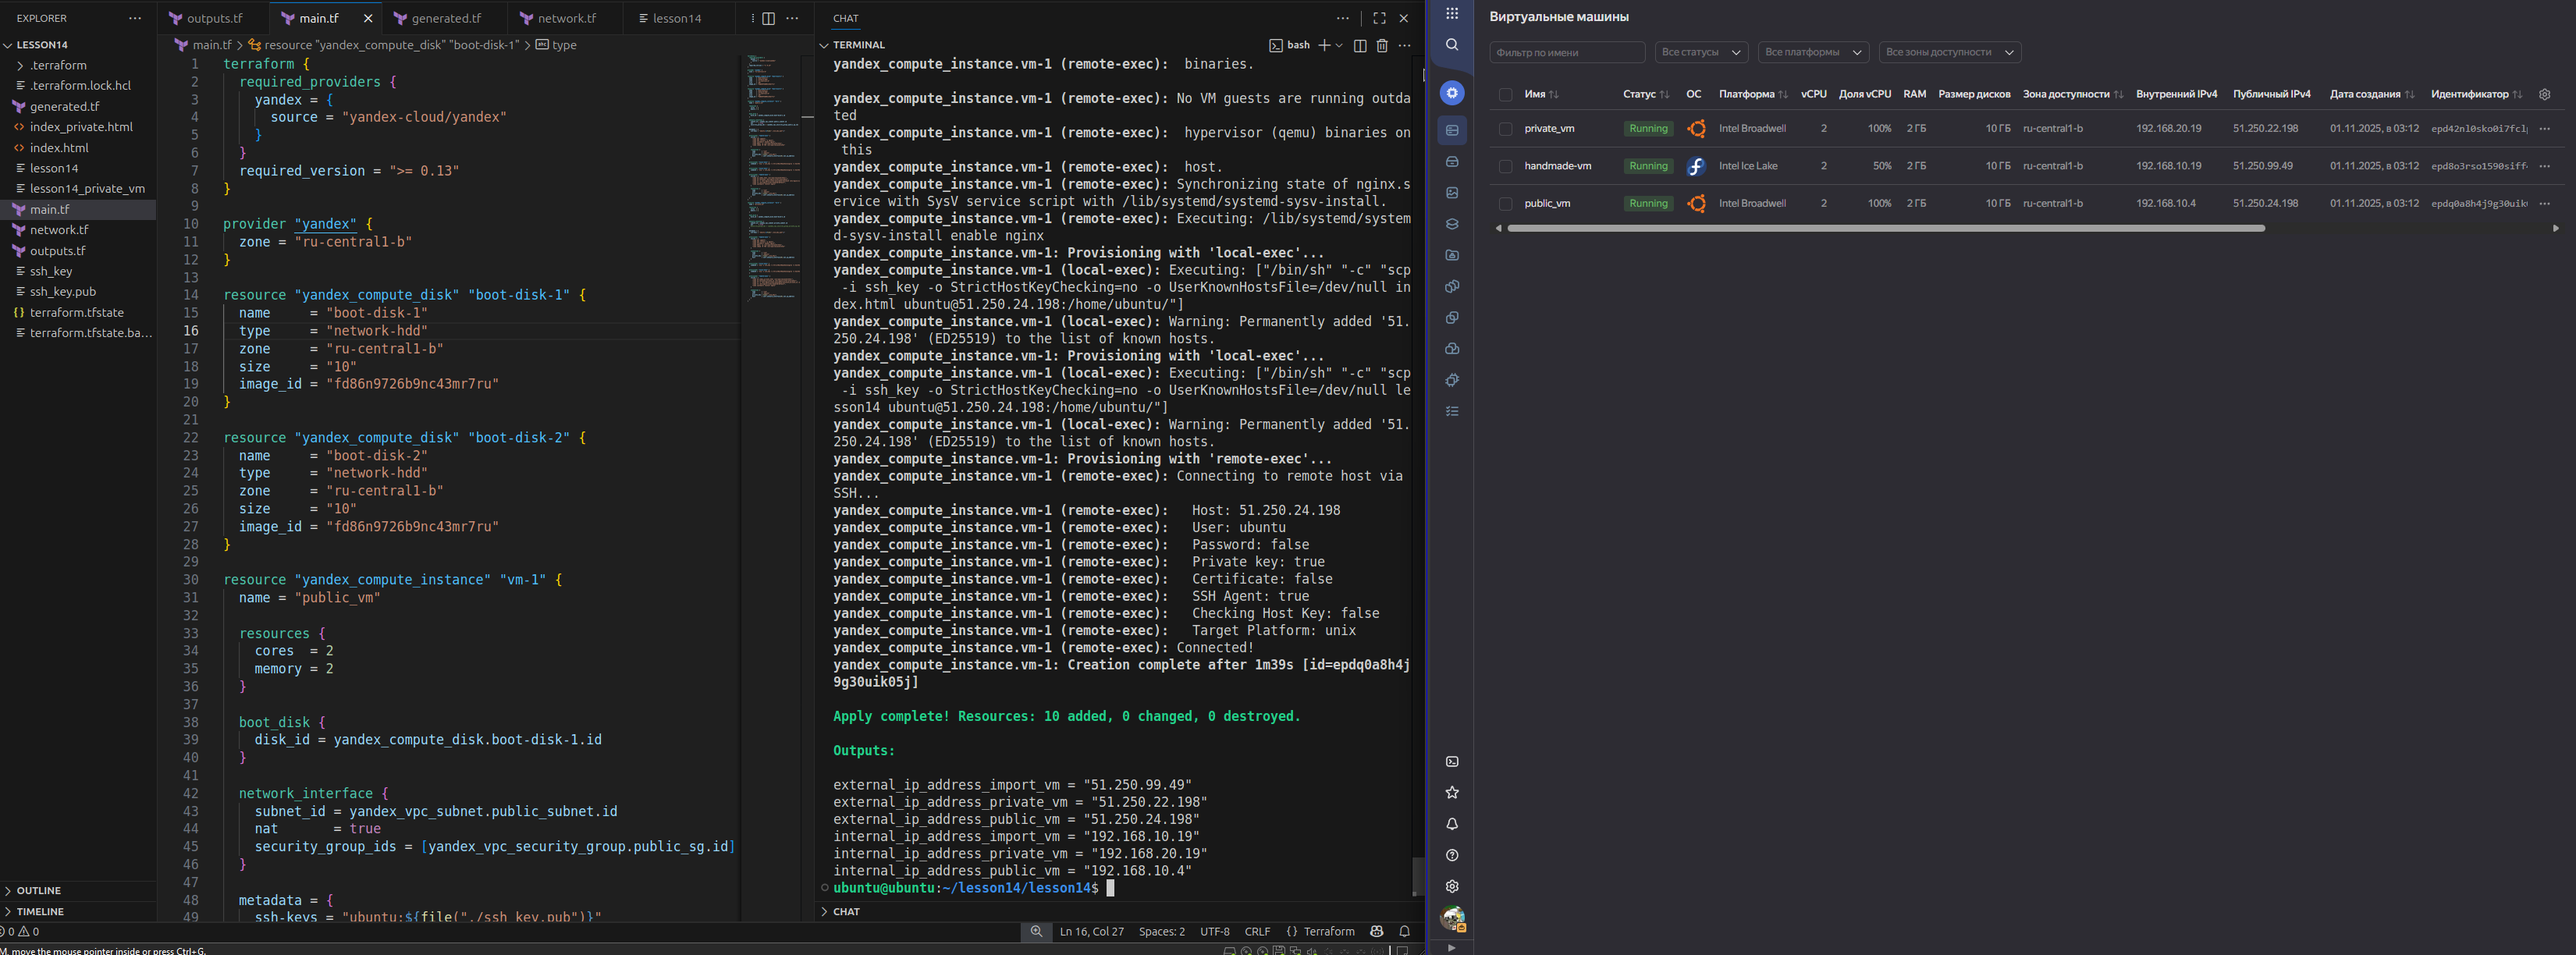 EXPLORER
LESSON14
.terraform
.terraform.lock.hcl
generated.tf
index_private.html
index.html
lesson14
lesson14_private_vm
main.tf
network.tf
outputs.tf
ssh_key
ssh_key.pub
terraform.tfstate
terraform.tfstate.ba...
OUTLINE
TIMELINE
outputs.tf
main.tf
generated.tf
network.tf
lesson14
main.tf > resource "yandex_compute_disk" "boot-disk-1" > type
1 terraform {
2 required_providers {
3 yandex = {
4 source = "yandex-cloud/yandex"
5 }
6 }
7 required_version = ">= 0.13"
8 }
9
10 provider "yandex" {
11 zone = "ru-central1-b"
12 }
13
14 resource "yandex_compute_disk" "boot-disk-1" {
15 name = "boot-disk-1"
16 type = "network-hdd"
17 zone = "ru-central1-b"
18 size = "10"
19 image_id = "fd86n9726b9nc43mr7ru"
20 }
21
22 resource "yandex_compute_disk" "boot-disk-2" {
23 name = "boot-disk-2"
24 type = "network-hdd"
25 zone = "ru-central1-b"
26 size = "10"
27 image_id = "fd86n9726b9nc43mr7ru"
28 }
29
30 resource "yandex_compute_instance" "vm-1" {
31 name = "public_vm"
32
33 resources {
34 cores = 2
35 memory = 2
36 }
37
38 boot_disk {
39 disk_id = yandex_compute_disk.boot-disk-1.id
40 }
41
42 network_interface {
43 subnet_id = yandex_vpc_subnet.public_subnet.id
44 nat = true
45 security_group_ids = [yandex_vpc_security_group.public_sg.id]
46 }
47
48 metadata = {
49 ssh-keys = "ubuntu:${file("./ssh_key.pub")}"
CHAT
TERMINAL
bash
yandex_compute_instance.vm-1 (remote-exec): binaries.
yandex_compute_instance.vm-1 (remote-exec): No VM guests are running outda
ted
yandex_compute_instance.vm-1 (remote-exec): hypervisor (qemu) binaries on
this
yandex_compute_instance.vm-1 (remote-exec): host.
yandex_compute_instance.vm-1 (remote-exec): Synchronizing state of nginx.s
ervice with SysV service script with /lib/systemd/systemd-sysv-install.
yandex_compute_instance.vm-1 (remote-exec): Executing: /lib/systemd/system
d-sysv-install enable nginx
yandex_compute_instance.vm-1: Provisioning with 'local-exec'...
yandex_compute_instance.vm-1 (local-exec): Executing: ["/bin/sh" "-c" "scp
-i ssh_key -o StrictHostKeyChecking=no -o UserKnownHostsFile=/dev/null in
dex.html ubuntu@51.250.24.198:/home/ubuntu/"]
yandex_compute_instance.vm-1 (local-exec): Warning: Permanently added '51.
250.24.198' (ED25519) to the list of known hosts.
yandex_compute_instance.vm-1: Provisioning with 'local-exec'...
yandex_compute_instance.vm-1 (local-exec): Executing: ["/bin/sh" "-c" "scp
-i ssh_key -o StrictHostKeyChecking=no -o UserKnownHostsFile=/dev/null le
sson14 ubuntu@51.250.24.198:/home/ubuntu/"]
yandex_compute_instance.vm-1 (local-exec): Warning: Permanently added '51.
250.24.198' (ED25519) to the list of known hosts.
yandex_compute_instance.vm-1: Provisioning with 'remote-exec'...
yandex_compute_instance.vm-1 (remote-exec): Connecting to remote host via
SSH...
yandex_compute_instance.vm-1 (remote-exec): Host: 51.250.24.198
yandex_compute_instance.vm-1 (remote-exec): User: ubuntu
yandex_compute_instance.vm-1 (remote-exec): Password: false
yandex_compute_instance.vm-1 (remote-exec): Private key: true
yandex_compute_instance.vm-1 (remote-exec): Certificate: false
yandex_compute_instance.vm-1 (remote-exec): SSH Agent: true
yandex_compute_instance.vm-1 (remote-exec): Checking Host Key: false
yandex_compute_instance.vm-1 (remote-exec): Target Platform: unix
yandex_compute_instance.vm-1 (remote-exec): Connected!
yandex_compute_instance.vm-1: Creation complete after 1m39s [id=epdq0a8h4j
9g30uik05j]
Apply complete! Resources: 10 added, 0 changed, 0 destroyed.
Outputs:
external_ip_address_import_vm = "51.250.99.49"
external_ip_address_private_vm = "51.250.22.198"
external_ip_address_public_vm = "51.250.24.198"
internal_ip_address_import_vm = "192.168.10.19"
internal_ip_address_private_vm = "192.168.20.19"
internal_ip_address_public_vm = "192.168.10.4"
ubuntu@ubuntu:~/lesson14/lesson14$
CHAT
0 0
Ln 16, Col 27 Spaces: 2 UTF-8 CRLF {} Terraform
M, move the mouse pointer inside or press Ctrl+G.
Виртуальные машины
Фильтр по имени Все статусы Все платформы Все зоны доступности
Имя Статус ОС Платформа vCPU Доля vCPU RAM Размер дисков Зона доступности Внутренний IPv4 Публичный IPv4 Дата создания Идентификатор
private_vm Running Intel Broadwell 2 100% 2 ГБ 10 ГБ ru-central1-b 192.168.20.19 51.250.22.198 01.11.2025, в 03:12
handmade-vm Running Intel Ice Lake 2 50% 2 ГБ 10 ГБ ru-central1-b 192.168.10.19 51.250.99.49 01.11.2025, в 03:12
public_vm Running Intel Broadwell 2 100% 2 ГБ 10 ГБ ru-central1-b 192.168.10.4 51.250.24.198 01.11.2025, в 03:12